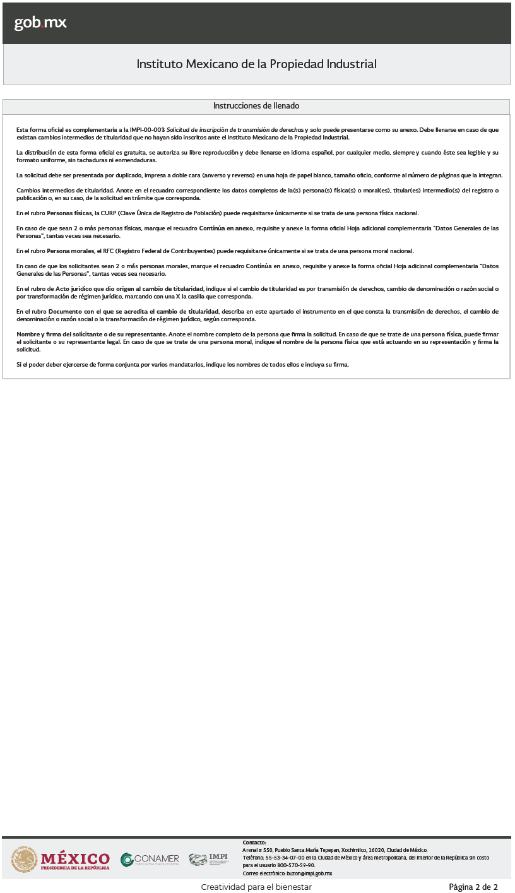 gob.mx
Instituto Mexicano de la Propiedad Industrial
Instrucciones de llenado
Esta forma oficial es complementaria a la IMPI-00-003 Solicitud de inscripción de transmisión de derechos y solo puede presentarse como su anexo. Debe llenarse en caso de que
existan cambios intermedios de titularidad que no hayan sido inscritos ante el Instituto Mexicano de la Propiedad Industrial.
La distribución de esta forma oficial es gratuita, se autoriza su libre reproducción y debe llenarse en idioma español, por cualquier medio, siempre y cuando éste sea legible y su
formato uniforme, sin tachaduras ni enmendaduras.
La solicitud debe ser presentada por duplicado, impresa a doble cara (anverso y reverso) en una hoja de papel blanco, tamaño oficio, conforme al número de páginas que la integran.
Cambios intermedios de titularidad. Anote en el recuadro correspondiente los datos completos de la(s) persona(s) física(s) o moral(es), titular(es) intermedio(s) del registro o
publicación o, en su caso, de la solicitud en trámite que corresponda.
En el rubro Personas físicas, la CURP (Clave Única de Registro de Población) puede requisitarse únicamente si se trata de una persona física nacional.
En caso de que sean 2 o más personas físicas, marque el recuadro Continúa en anexo, requisite y anexe la forma oficial Hoja adicional complementaria "Datos Generales de las
Personas", tantas veces sea necesario.
En el rubro Persona morales, el RFC (Registro Federal de Contribuyentes) puede requisitarse únicamente si se trata de una persona moral nacional.
En caso de que los solicitantes sean 2 o más personas morales, marque el recuadro Continúa en anexo, requisite y anexe la forma oficial Hoja adicional complementaria "Datos
Generales de las Personas", tantas veces sea necesario.
En el rubro de Acto jurídico que dio origen al cambio de titularidad, indique si el cambio de titularidad es por transmisión de derechos, cambio de denominación o razón social o
por transformación de régimen jurídico, marcando con una X la casilla que corresponda.
En el rubro Documento con el que se acredita el cambio de titularidad, describa en este apartado el instrumento en el que consta la transmisión de derechos, el cambio de
denominación o razón social o la transformación de régimen jurídico, según corresponda.
Nombre y firma del solicitante o de su representante. Anote el nombre completo de la persona que firma la solicitud. En caso de que se trate de una persona física, puede firmar
el solicitante o su representante legal. En caso de que se trate de una persona moral, indique el nombre de la persona física que está actuando en su representación y firma la
solicitud.
Si el poder deber ejercerse de forma conjunta por varios mandatarios, indique los nombres de todos ellos e incluya su firma.
MÉXICO
PRESIDENCIA DE LA REPÚBLICA
CONAMER
IMPI
Contacto:
Arenal # 550, Pueblo Santa María Tepepan, Xochimilco, 16020, Ciudad de México.
Teléfono, 55-53-34-07-00 en la Ciudad de México y área metropolitana, del interior de la República sin costo
para el usuario 800-570-59-90.
Correo electrónico: buzon@impi.gob.mx
Creatividad para el bienestar
Página 2 de 2